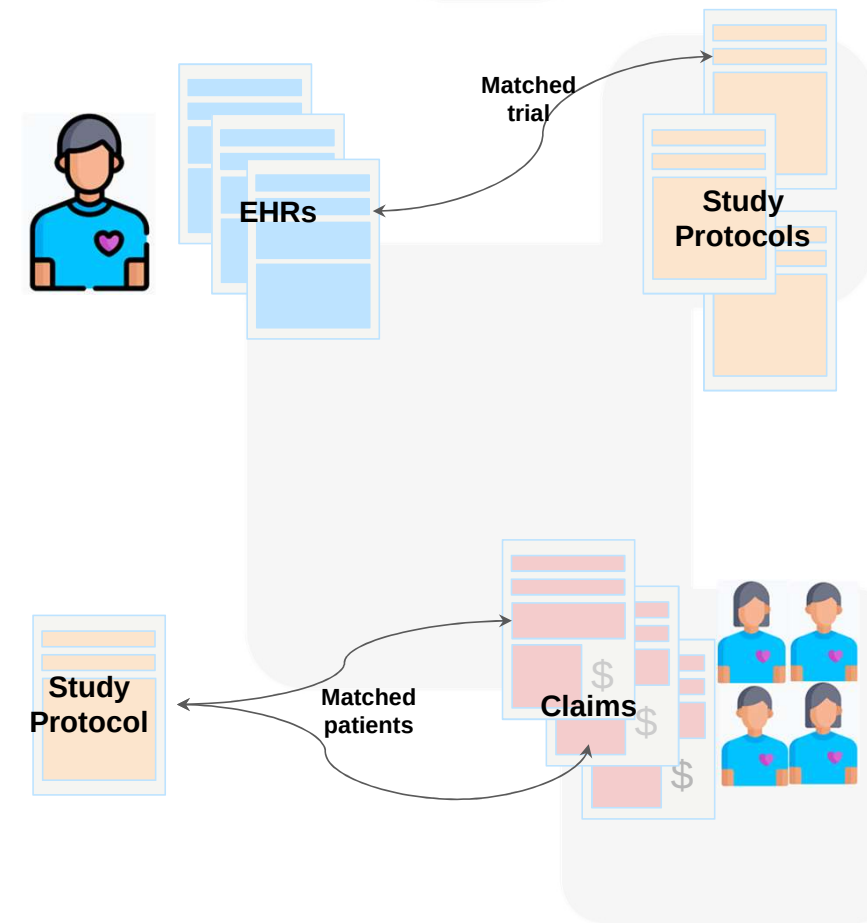 Matched
trial
EHRs
Study
Protocols
Study
Protocol
Matched
patients
Claims
$
$
$